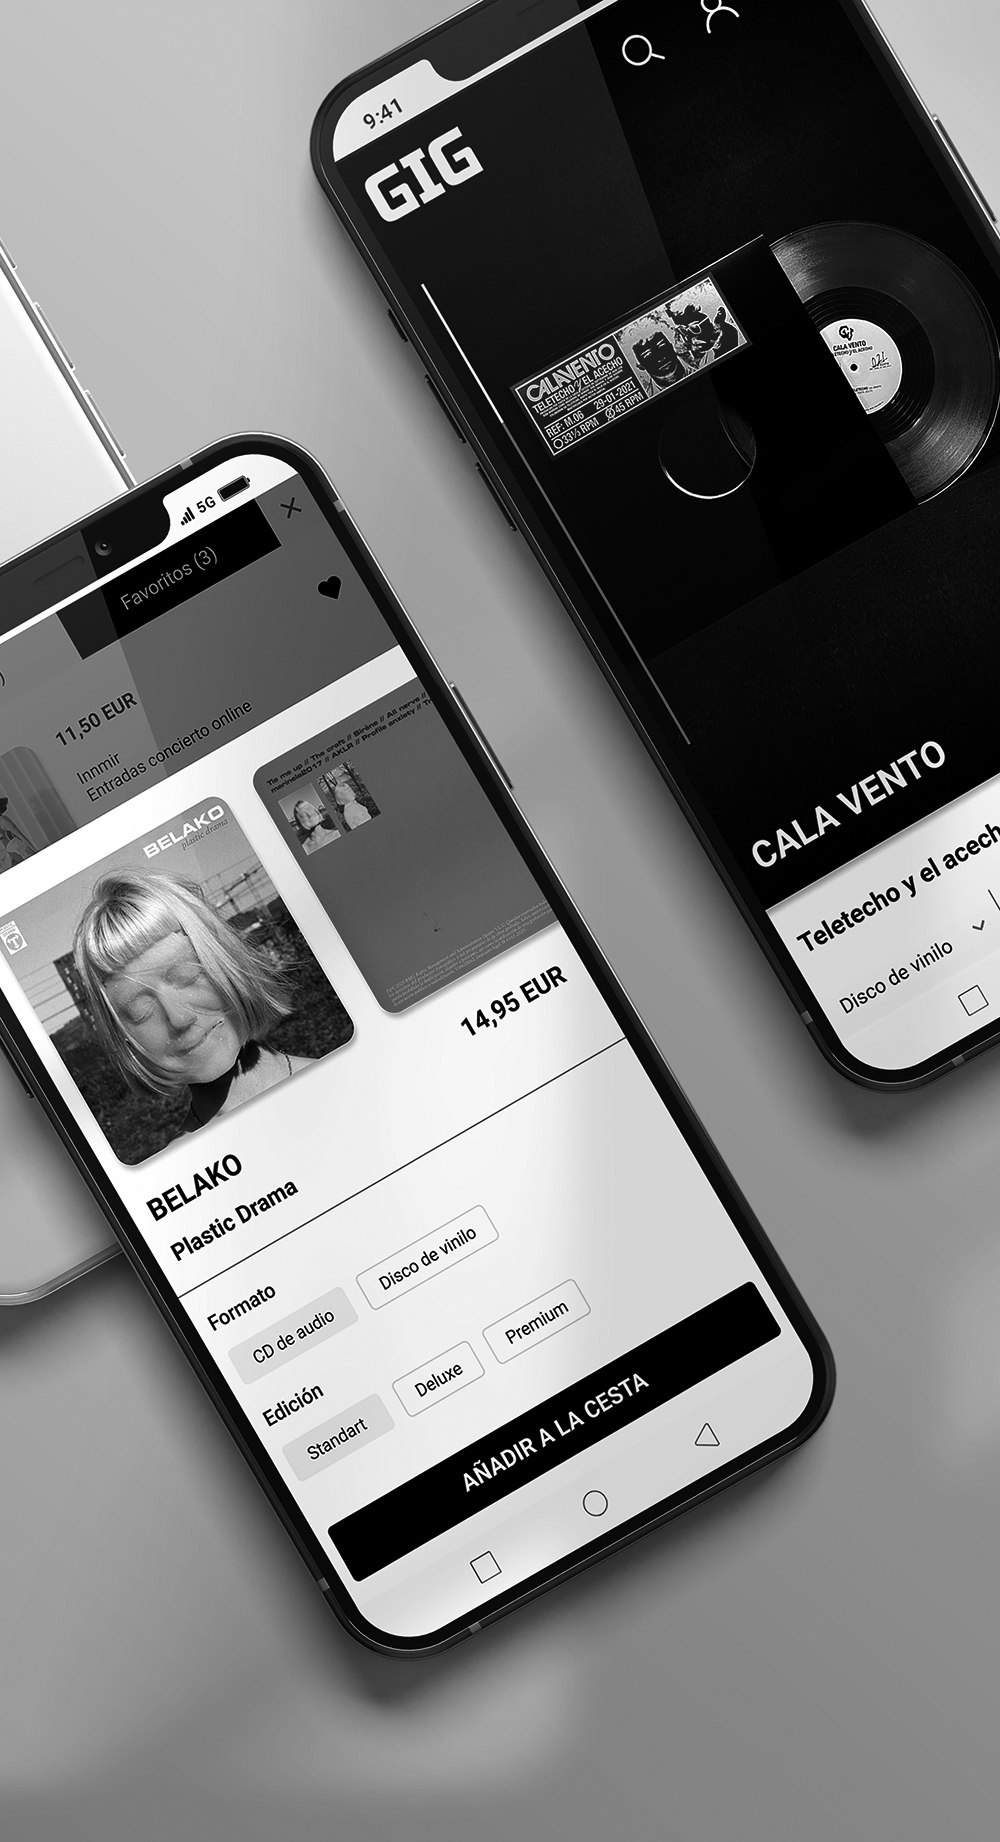 9:41
GIG
CALA VENTO
TELETECHO Y EL ACECHO
REF: M.06 29-01-2021
33⅓ RPM 45 RPM
CALA VENTO
TELETECHO Y EL ACECHO
CALA VENTO
Teletecho y el acech
Disco de vinilo
5G
Favoritos (3)
)
11,50 EUR
Innmir
Entradas concierto online
BELAKO
plastic drama
Tie me up // The craft // Sirène // All nerve //
marinela2017 // AKLR // Profile anxiety // Tr
14,95 EUR
BELAKO
Plastic Drama
Formato
CD de audio
Disco de vinilo
Edición
Standart
Deluxe
Premium
AÑADIR A LA CESTA